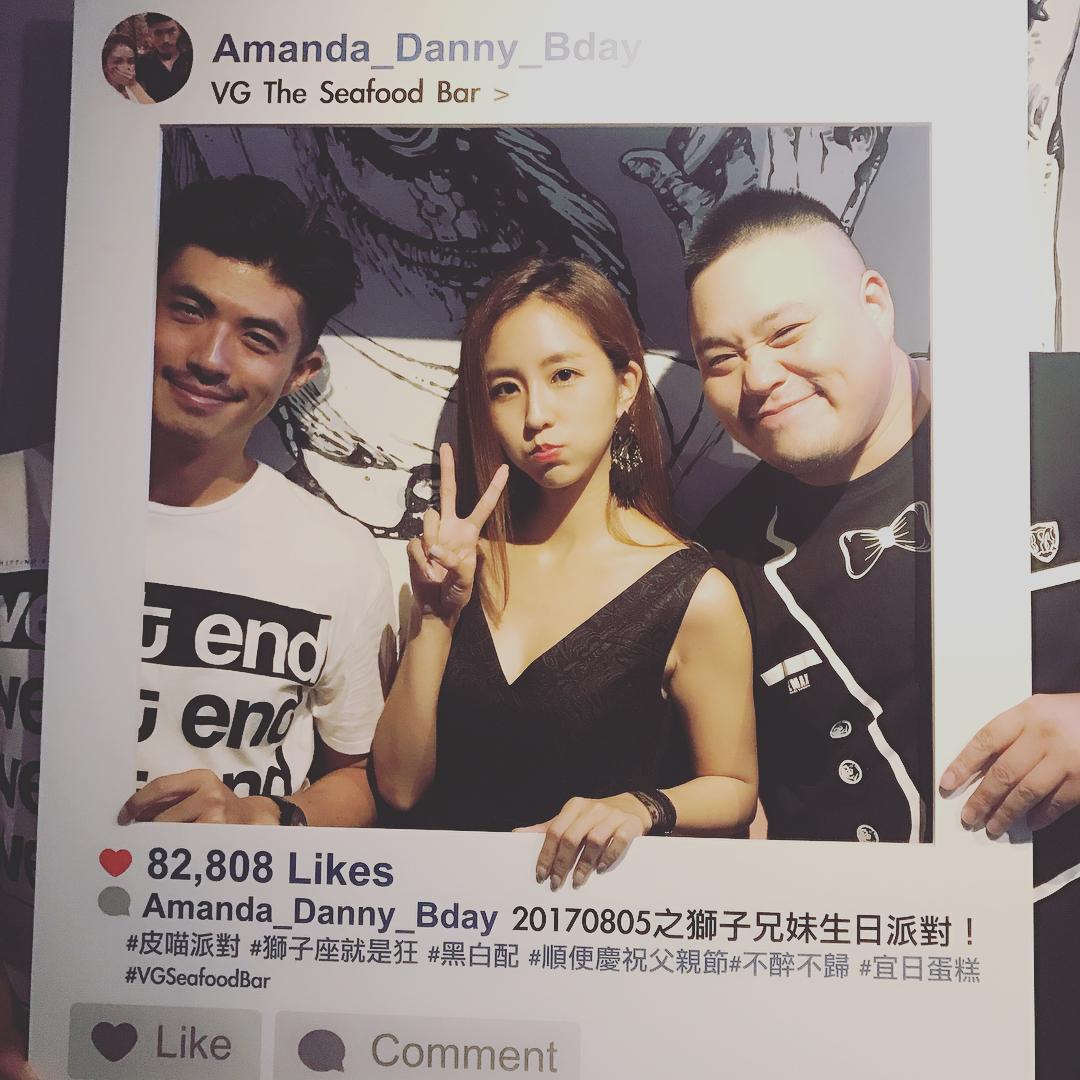 Amanda_Danny_Bday
VG The Seafood Bar >
end
end
end
82,808 Likes
Amanda_Danny_Bday 20170805之獅子兄妹生日派對！
#皮喵派對 #獅子座就是狂 #黑白配 #順便慶祝父親節#不醉不歸 #宜日蛋糕
#VGSeafoodBar
Like
Comment